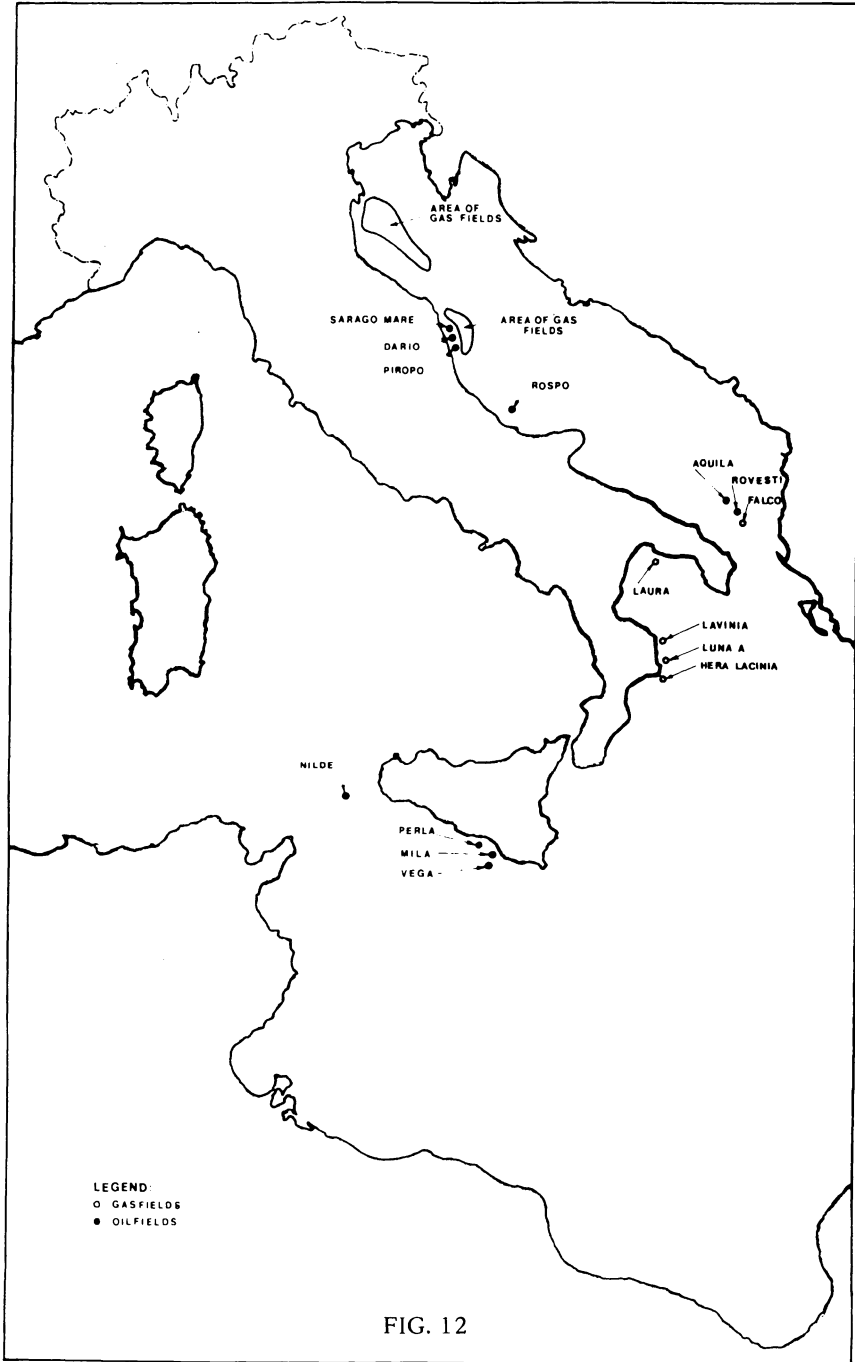 AREA OF
GAS FIELDS
SARAGO MARE
AREA OF GAS
FIELDS
DARIO
PIROPO
ROSPO
AQUILA
ROVESTI
FALCO
LAURA
LAVINIA
LUNA A
HERA LACINIA
NILDE
PERLA
MILA
VEGA
LEGEND:
GASFIELDS
OILFIELDS
FIG. 12